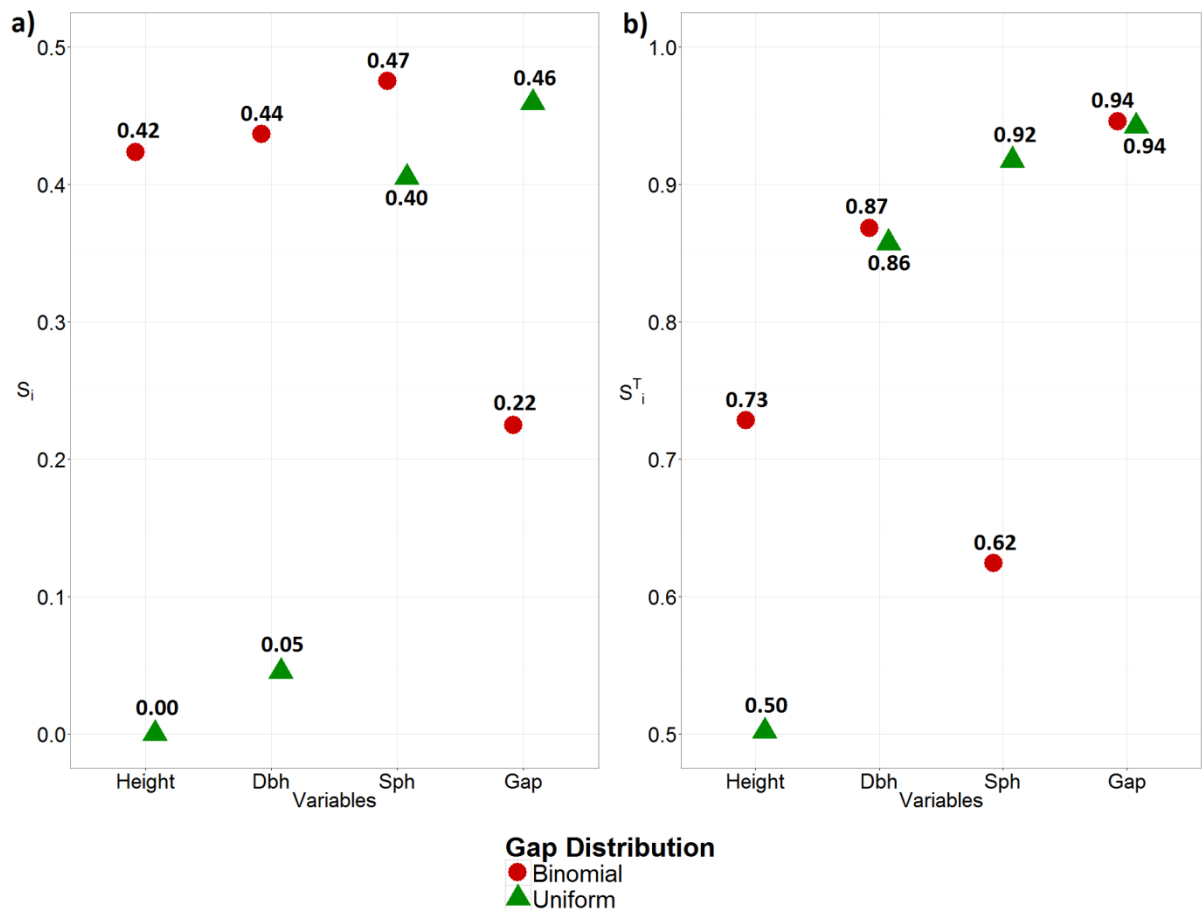 a)
0.5
0.4
0.3
0.2
0.1
0.0
Si
0.42
0.44
0.47
0.46
0.40
0.22
0.05
0.00
Height Dbh Sph Gap
Variables
b)
1.0
0.9
0.8
0.7
0.6
0.5
STi
0.94
0.94
0.92
0.87
0.86
0.73
0.62
0.50
Height Dbh Sph Gap
Variables
Gap Distribution
Binomial
Uniform